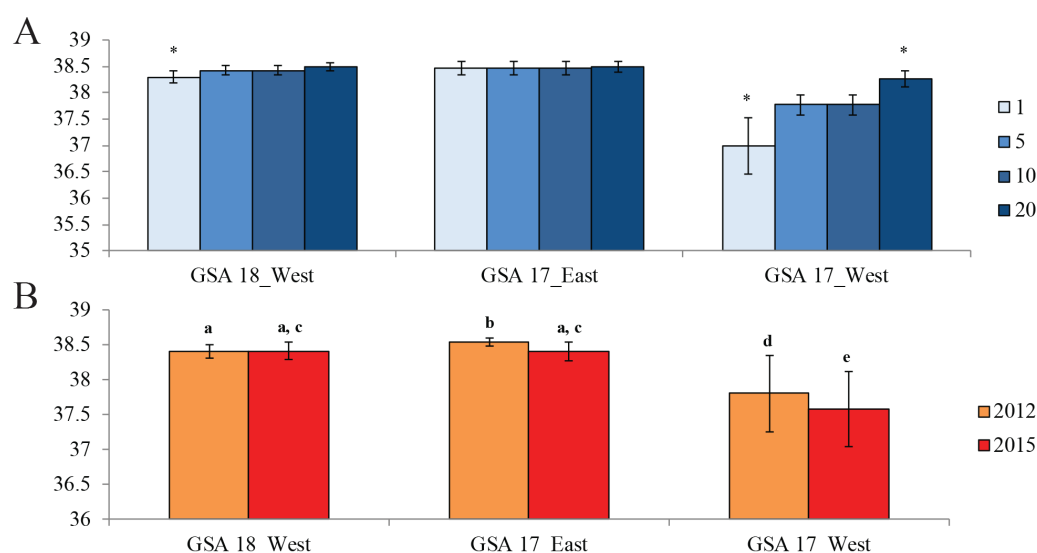 A
39
38.5
38
37.5
37
36.5
36
35.5
35
*
*
*
GSA 18_West
GSA 17_East
GSA 17_West
1
5
10
20
B
39
38.5
38
37.5
37
36.5
36
a
a, c
b
a, c
d
e
GSA 18_West
GSA 17_East
GSA 17_West
2012
2015